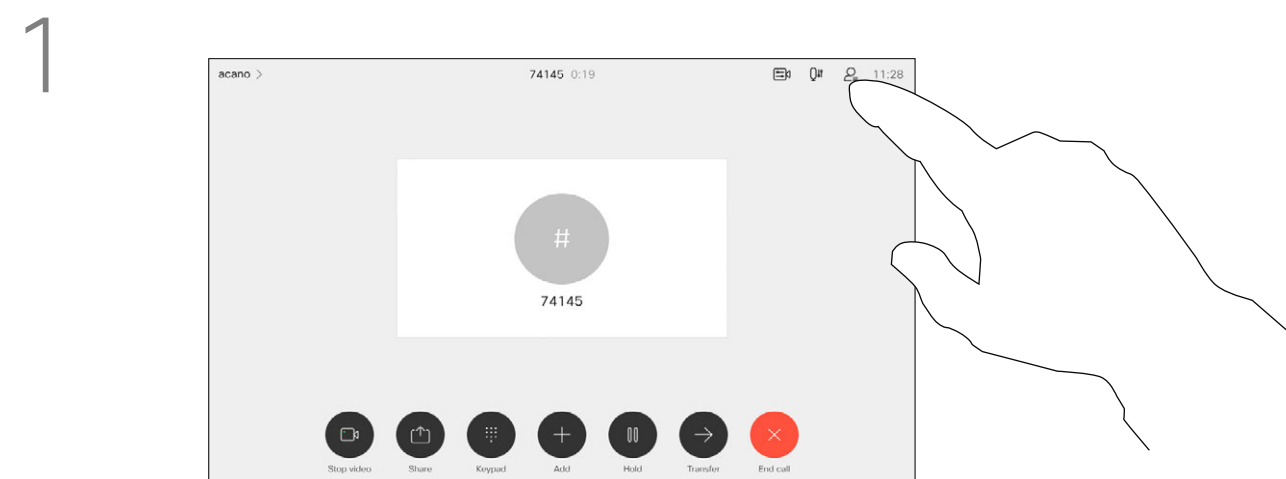 1
acano >
74145 0:19
11:28
#
74145
Stop video
Share
Keypad
Add
Hold
Transfer
End call